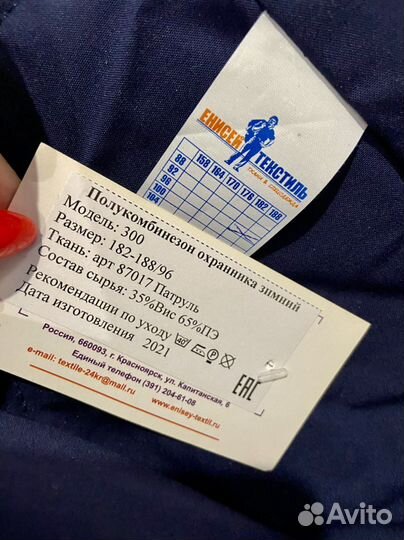 ЕНИСЕЙ ТЕКСТИЛЬ
ТКАНИ & СПЕЦОДЕЖДА
158 164 170 176 182 188
88
92
96
100
104
Полукомбинезон охранника зимний
Модель: 300
Размер: 182-188/96
Ткань: арт 87017 Патруль
Состав сырья: 35%Вис 65%ПЭ
Рекомендации по уходу
Дата изготовления 2021
EAC
Россия, 660093, г. Красноярск, ул. Капитанская, 6
Единый телефон (391) 204-61-08
e-mail: textile-24kr@mail.ru
www.enisey-textil.ru
Avito